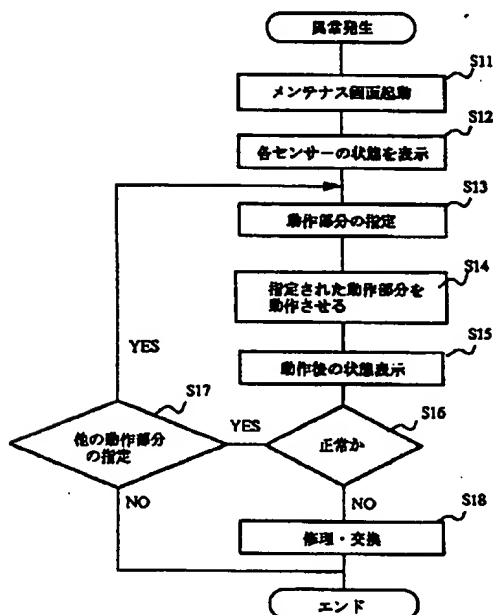 異常発生
S11
メンテナス画面起動
S12
各センサーの状態を表示
S13
動作部分の指定
S14
指定された動作部分を
動作させる
S15
動作後の状態表示
YES
S17
S16
他の動作部分
の指定
YES
正常か
NO
NO
S18
修理・交換
エンド